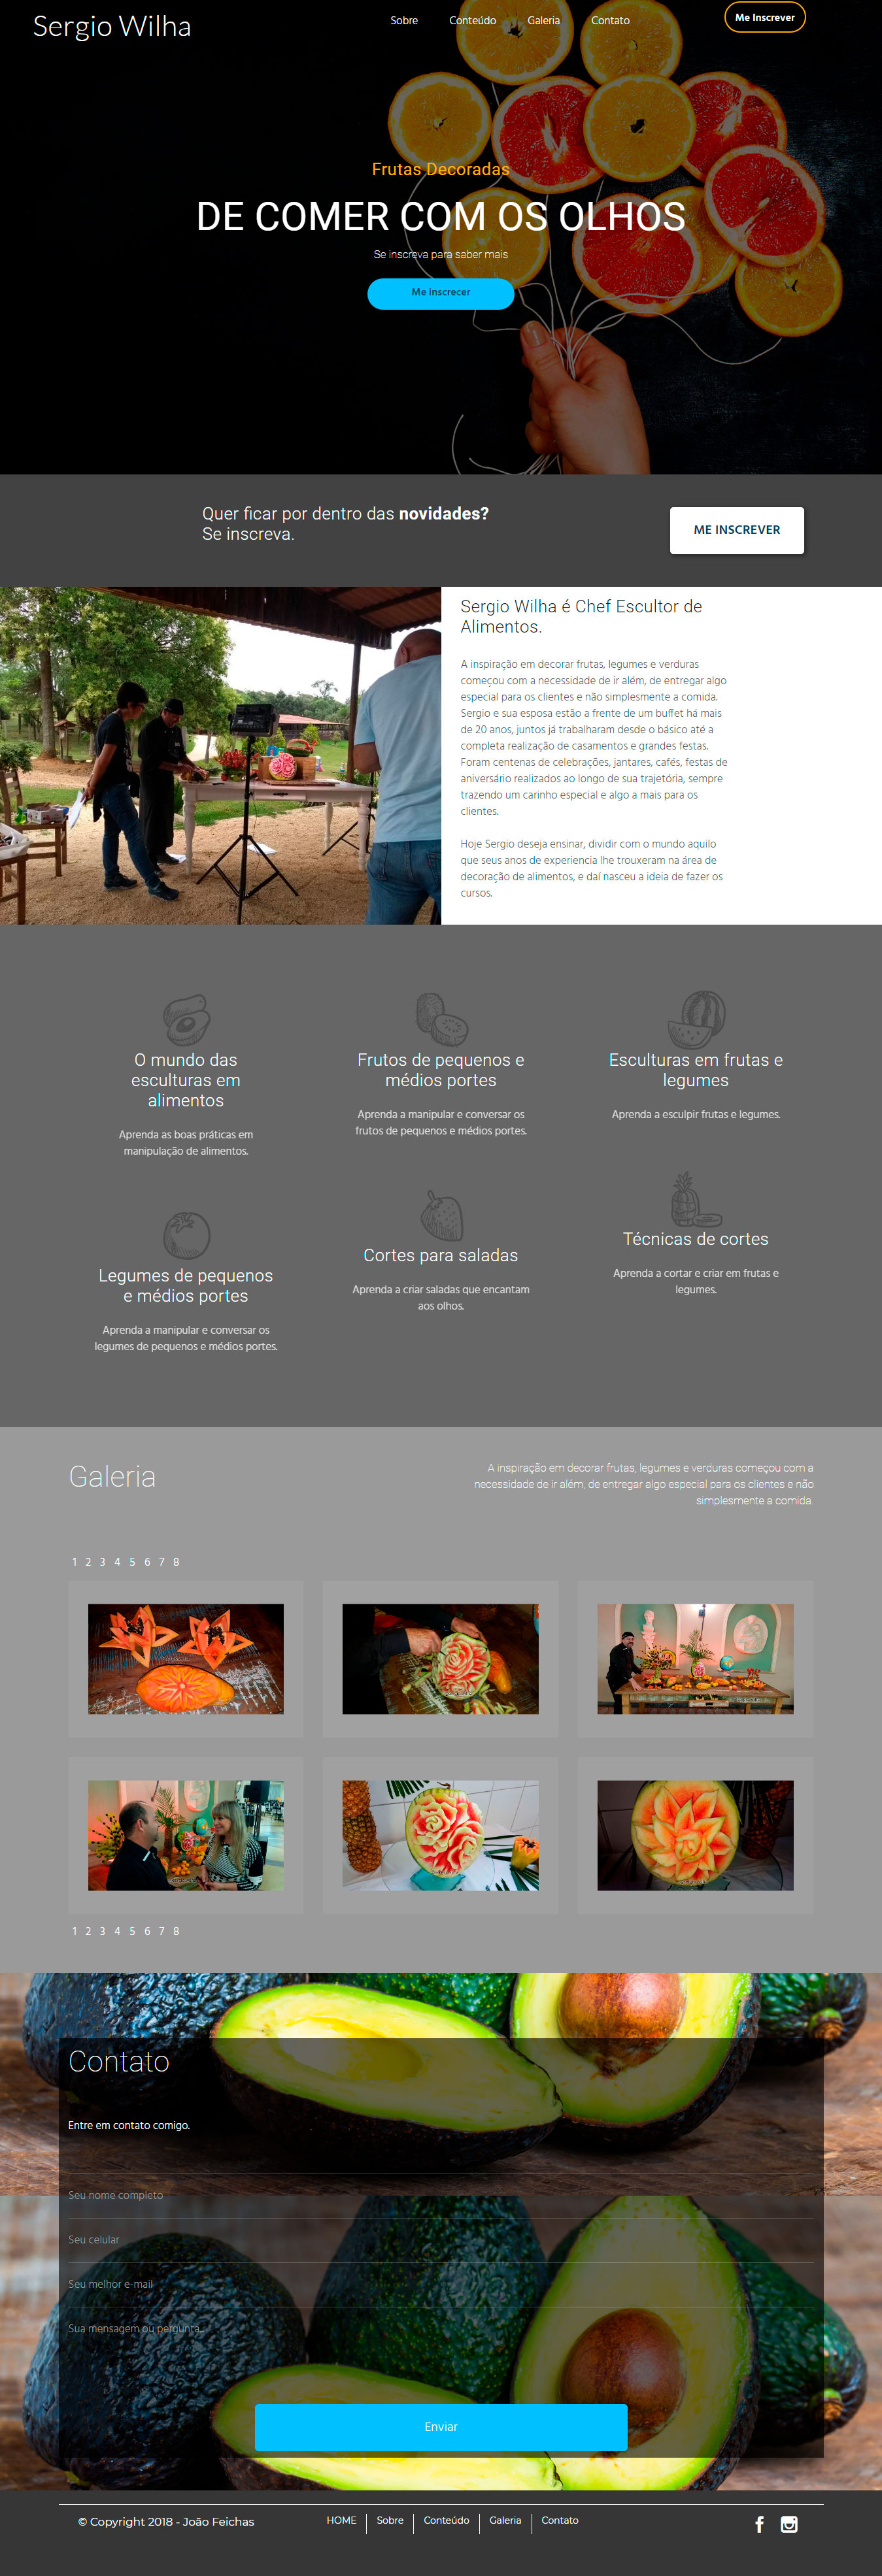 Sergio Wilha
Sobre
Conteúdo
Galeria
Contato
Me Inscrever
Frutas Decoradas
DE COMER COM OS OLHOS
Se inscreva para saber mais
Me inscrecer
Quer ficar por dentro das novidades?
Se inscreva.
ME INSCREVER
Sergio Wilha é Chef Escultor de
Alimentos.
A inspiração em decorar frutas, legumes e verduras
começou com a necessidade de ir além, de entregar algo
especial para os clientes e não simplesmente a comida.
Sergio e sua esposa estão a frente de um buffet há mais
de 20 anos, juntos já trabalharam desde o básico até a
completa realização de casamentos e grandes festas.
Foram centenas de celebrações, jantares, cafés, festas de
aniversário realizados ao longo de sua trajetória, sempre
trazendo um carinho especial e algo a mais para os
clientes.
Hoje Sergio deseja ensinar, dividir com o mundo aquilo
que seus anos de experiencia lhe trouxeram na área de
decoração de alimentos, e daí nasceu a ideia de fazer os
cursos.
O mundo das
esculturas em
alimentos
Aprenda as boas práticas em
manipulação de alimentos.
Frutos de pequenos e
médios portes
Aprenda a manipular e conversar os
frutos de pequenos e médios portes.
Esculturas em frutas e
legumes
Aprenda a esculpir frutas e legumes.
Legumes de pequenos
e médios portes
Aprenda a manipular e conversar os
legumes de pequenos e médios portes.
Cortes para saladas
Aprenda a criar saladas que encantam
aos olhos.
Técnicas de cortes
Aprenda a cortar e criar em frutas e
legumes.
Galeria
A inspiração em decorar frutas, legumes e verduras começou com a
necessidade de ir além, de entregar algo especial para os clientes e não
simplesmente a comida.
1 2 3 4 5 6 7 8
1 2 3 4 5 6 7 8
Contato
Entre em contato comigo.
Seu nome completo
Seu celular
Seu melhor e-mail
Sua mensagem ou pergunta...
Enviar
© Copyright 2018 - João Feichas
HOME
Sobre
Conteúdo
Galeria
Contato